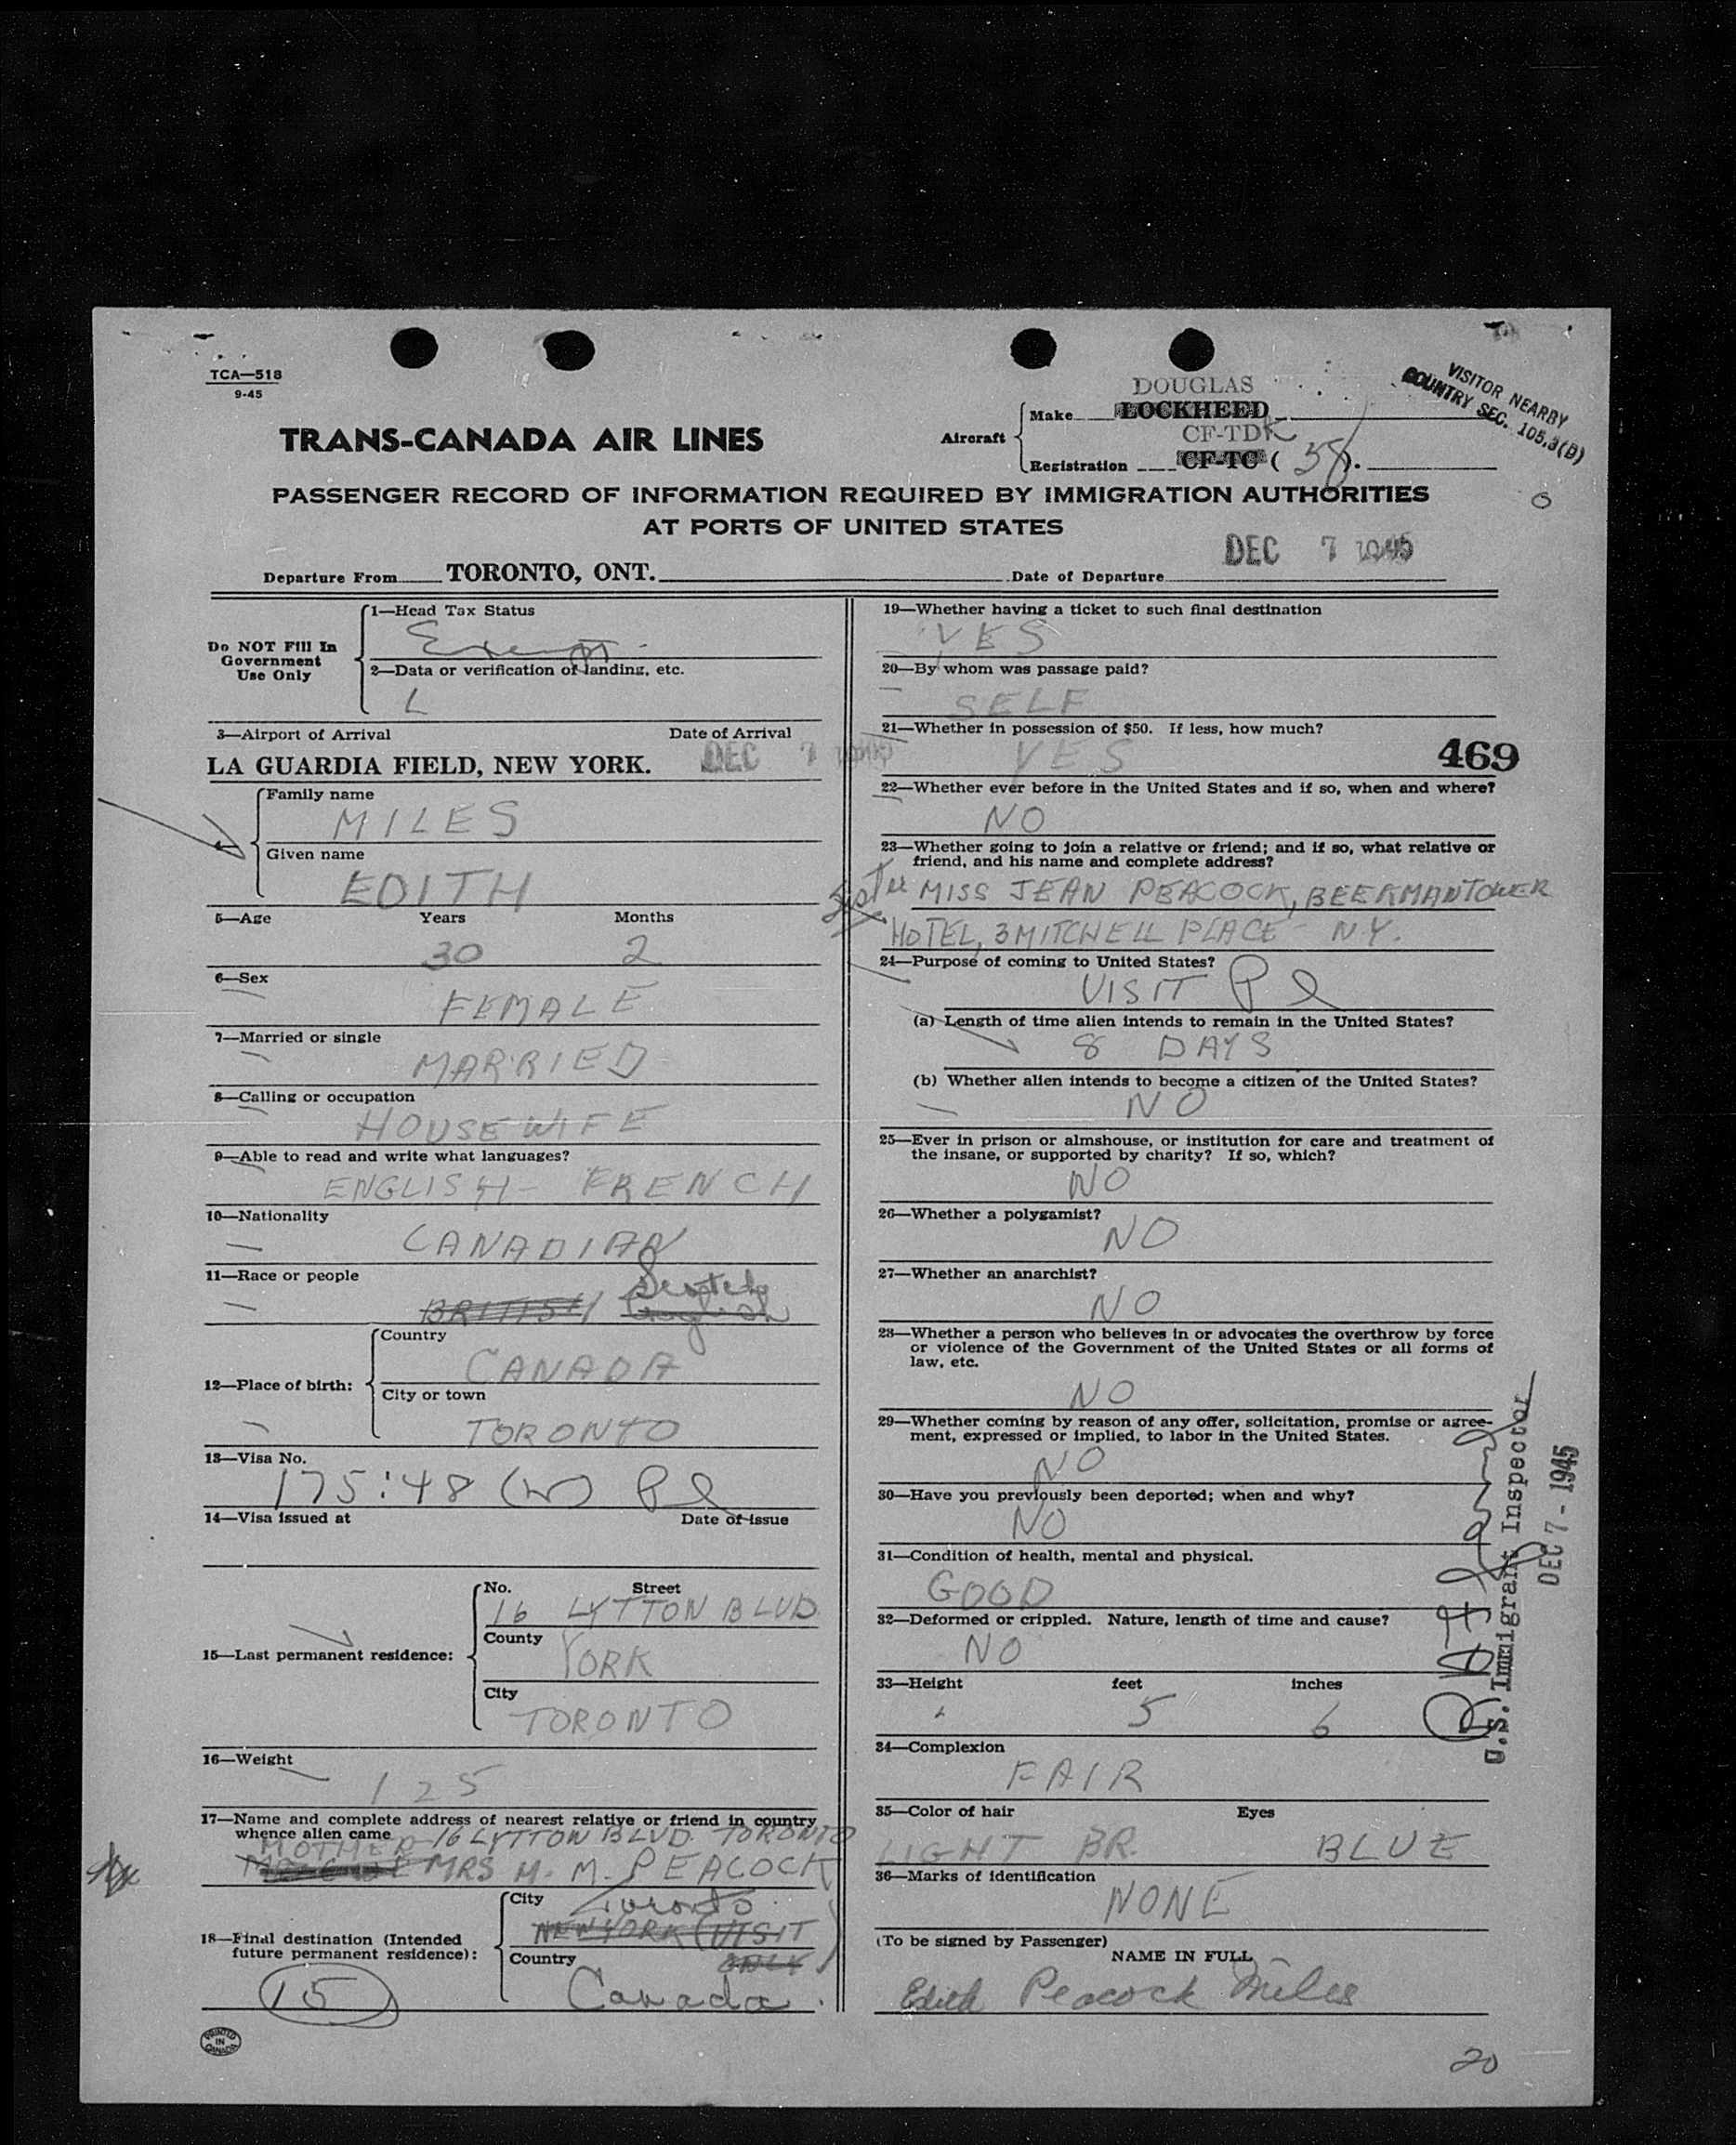 TCA—518
9-45
VISITOR NEARBY
COUNTRY SEC. 105.3(B)
DOUGLAS
Make LOCKHEED
TRANS-CANADA AIR LINES
Aircraft
CF-TDK
Registration CF-TC ( 58 ).
PASSENGER RECORD OF INFORMATION REQUIRED BY IMMIGRATION AUTHORITIES
AT PORTS OF UNITED STATES
DEC 7 1945
Departure From TORONTO, ONT. Date of Departure
Do NOT Fill In
Government
Use Only
1—Head Tax Status
Exempt
2—Data or verification of landing, etc.
L
3—Airport of Arrival Date of Arrival
LA GUARDIA FIELD, NEW YORK. DEC 7 1945
Family name
MILES
Given name
EDITH
5—Age Years Months
30 2
6—Sex
FEMALE
7—Married or single
MARRIED
8—Calling or occupation
HOUSEWIFE
9—Able to read and write what languages?
ENGLISH - FRENCH
10—Nationality
CANADIAN
11—Race or people
Scotch
BRITISH English
12—Place of birth:
Country
CANADA
City or town
TORONTO
13—Visa No.
175:48 (W)
14—Visa issued at Date of issue
15—Last permanent residence:
No. Street
16 LYTTON BLVD
County
YORK
City
TORONTO
16—Weight
125
17—Name and complete address of nearest relative or friend in country
whence alien came
MOTHER 16 LYTTON BLVD. TORONTO
MRS H. M. PEACOCK
18—Final destination (Intended
future permanent residence):
City
Toronto
NEW YORK (VISIT
ONLY)
Country
Canada.
15
PRINTED
IN
CANADA
19—Whether having a ticket to such final destination
YES
20—By whom was passage paid?
SELF
21—Whether in possession of $50. If less, how much?
YES
469
22—Whether ever before in the United States and if so, when and where?
NO
23—Whether going to join a relative or friend; and if so, what relative or
friend, and his name and complete address?
Sister MISS JEAN PEACOCK, BEEKMAN TOWER
HOTEL, 3 MITCHELL PLACE - N.Y.
24—Purpose of coming to United States?
VISIT
(a) Length of time alien intends to remain in the United States?
8 DAYS
(b) Whether alien intends to become a citizen of the United States?
NO
25—Ever in prison or almshouse, or institution for care and treatment of
the insane, or supported by charity? If so, which?
NO
26—Whether a polygamist?
NO
27—Whether an anarchist?
NO
28—Whether a person who believes in or advocates the overthrow by force
or violence of the Government of the United States or all forms of
law, etc.
NO
29—Whether coming by reason of any offer, solicitation, promise or agree-
ment, expressed or implied, to labor in the United States.
NO
30—Have you previously been deported; when and why?
NO
31—Condition of health, mental and physical.
GOOD
32—Deformed or crippled. Nature, length of time and cause?
NO
33—Height feet inches
5 6
34—Complexion
FAIR
35—Color of hair Eyes
LIGHT BR. BLUE
36—Marks of identification
NONE
(To be signed by Passenger)
NAME IN FULL
Edith Peacock Miles
U.S. Immigrant Inspector
DEC 7 - 1945
20